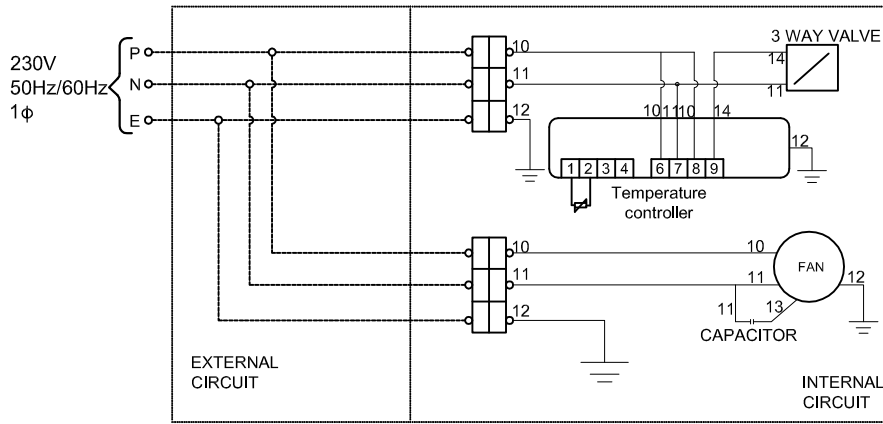 3 WAY VALVE
P
10
14
230V
50Hz/60Hz
1ϕ
N
11
11
E
12
10
11
10
14
12
1
2
3
4
6
7
8
9
Temperature
controller
10
10
FAN
11
11
12
12
11
13
CAPACITOR
EXTERNAL
CIRCUIT
INTERNAL
CIRCUIT